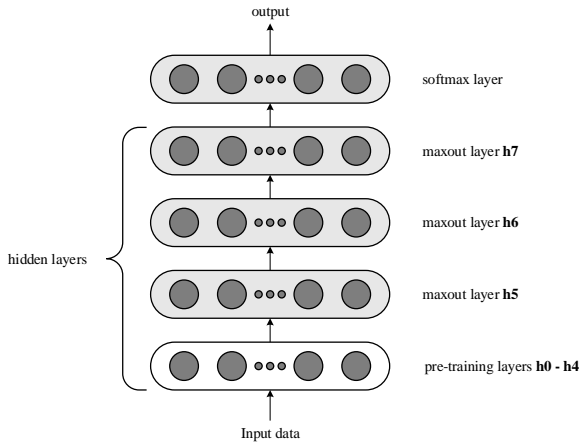 output
softmax layer
maxout layer h7
maxout layer h6
hidden layers
maxout layer h5
pre-training layers h0 - h4
Input data